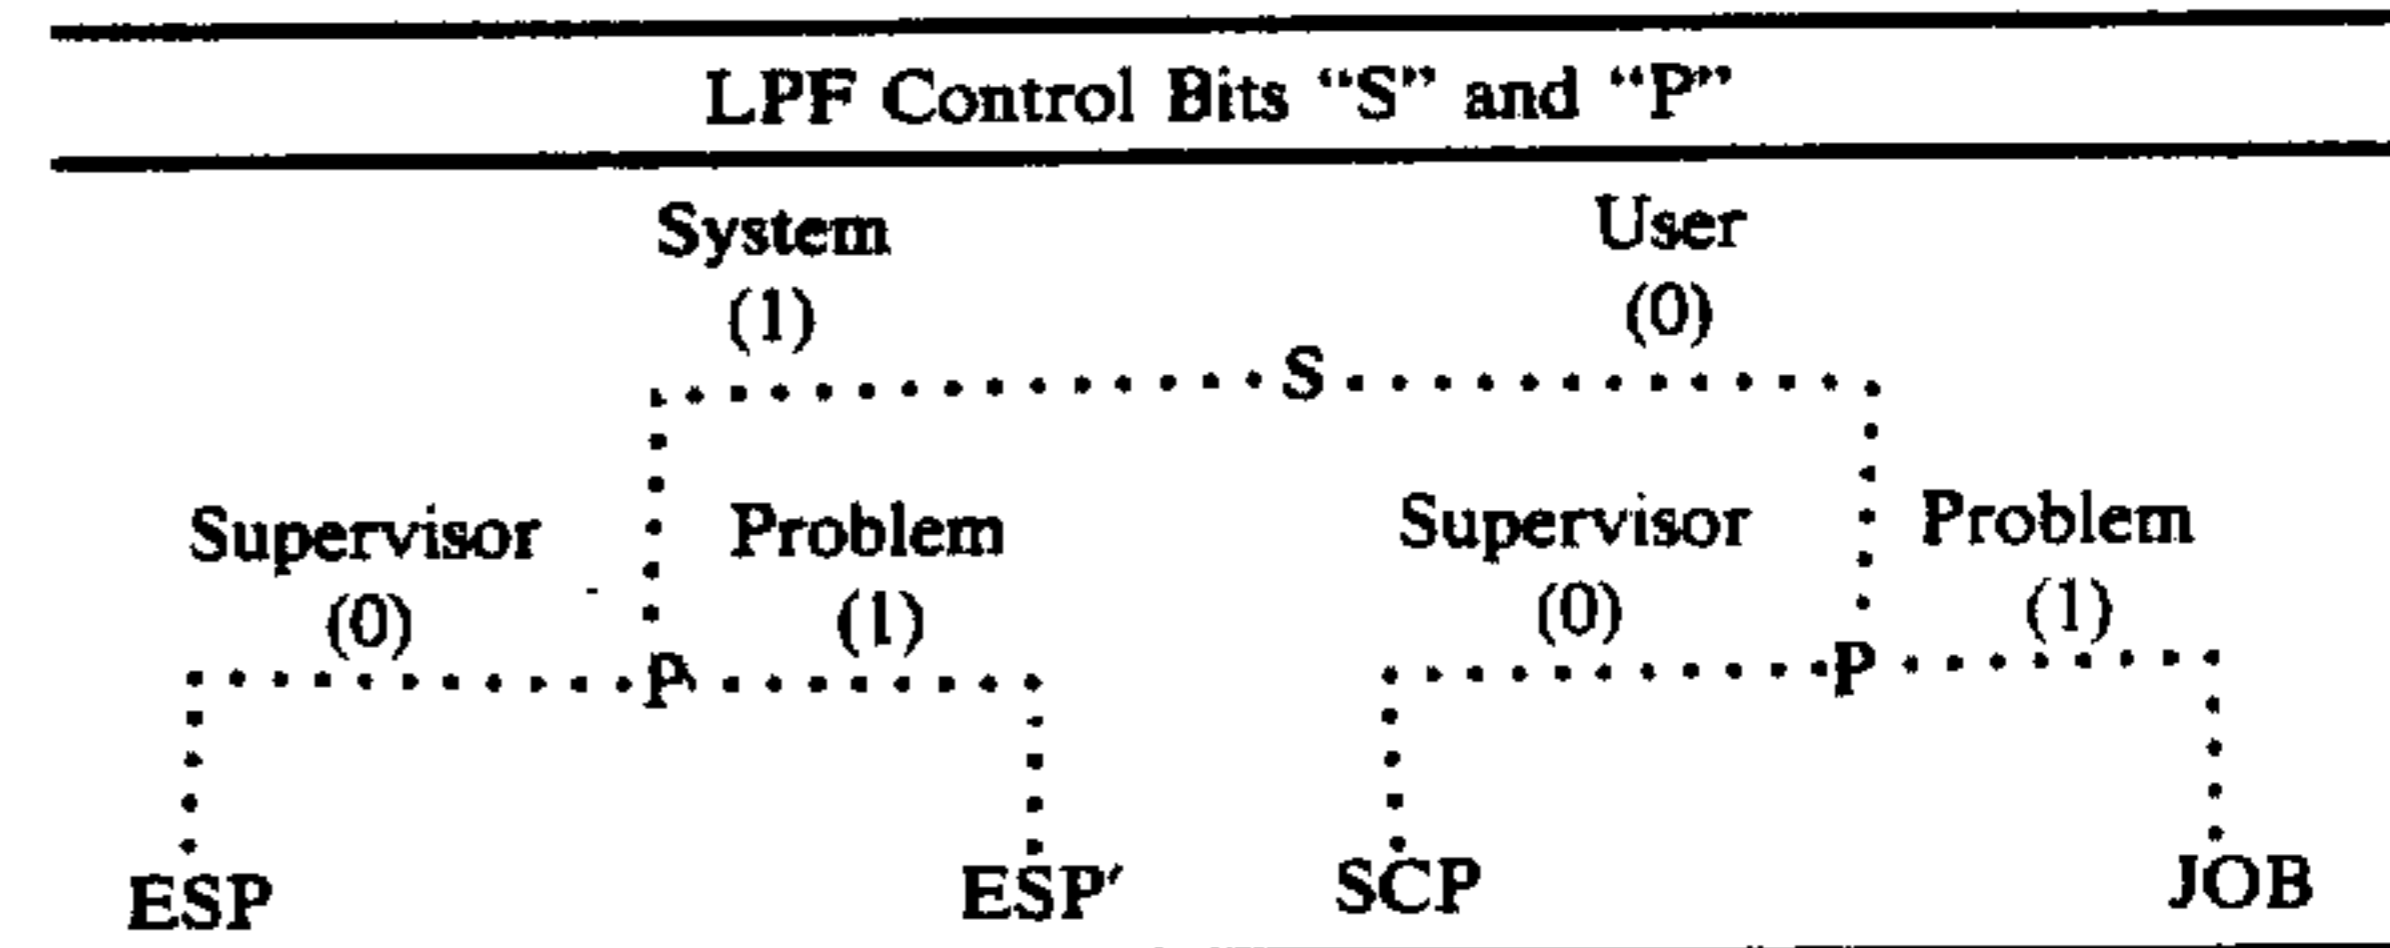 LPF Control Bits “S” and “P”
System User
(1) (0)
S
Supervisor Problem Supervisor Problem
(0) (1) (0) (1)
P P
ESP ESP′ SCP JOB